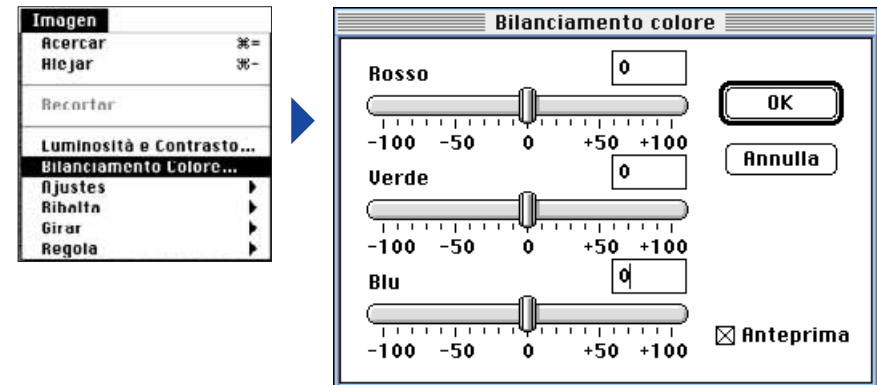 Imagen
Acercar ⌘=
Alejar ⌘-
Recortar
Luminosità e Contrasto...
Bilanciamento Colore...
Ajustes
Ribalta
Girar
Regola
Bilanciamento colore
Rosso 0
-100 -50 0 +50 +100
Verde 0
-100 -50 0 +50 +100
Blu 0
-100 -50 0 +50 +100
OK
Annulla
Anteprima